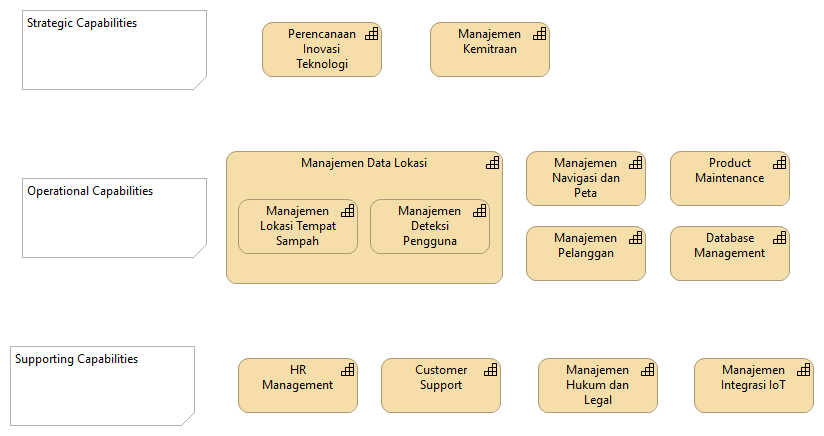 Strategic Capabilities
Perencanaan
Inovasi
Teknologi
Manajemen
Kemitraan
Operational Capabilities
Manajemen Data Lokasi
Manajemen
Lokasi Tempat
Sampah
Manajemen
Deteksi
Pengguna
Manajemen
Navigasi dan
Peta
Product
Maintenance
Manajemen
Pelanggan
Database
Management
Supporting Capabilities
HR
Management
Customer
Support
Manajemen
Hukum dan
Legal
Manajemen
Integrasi IoT